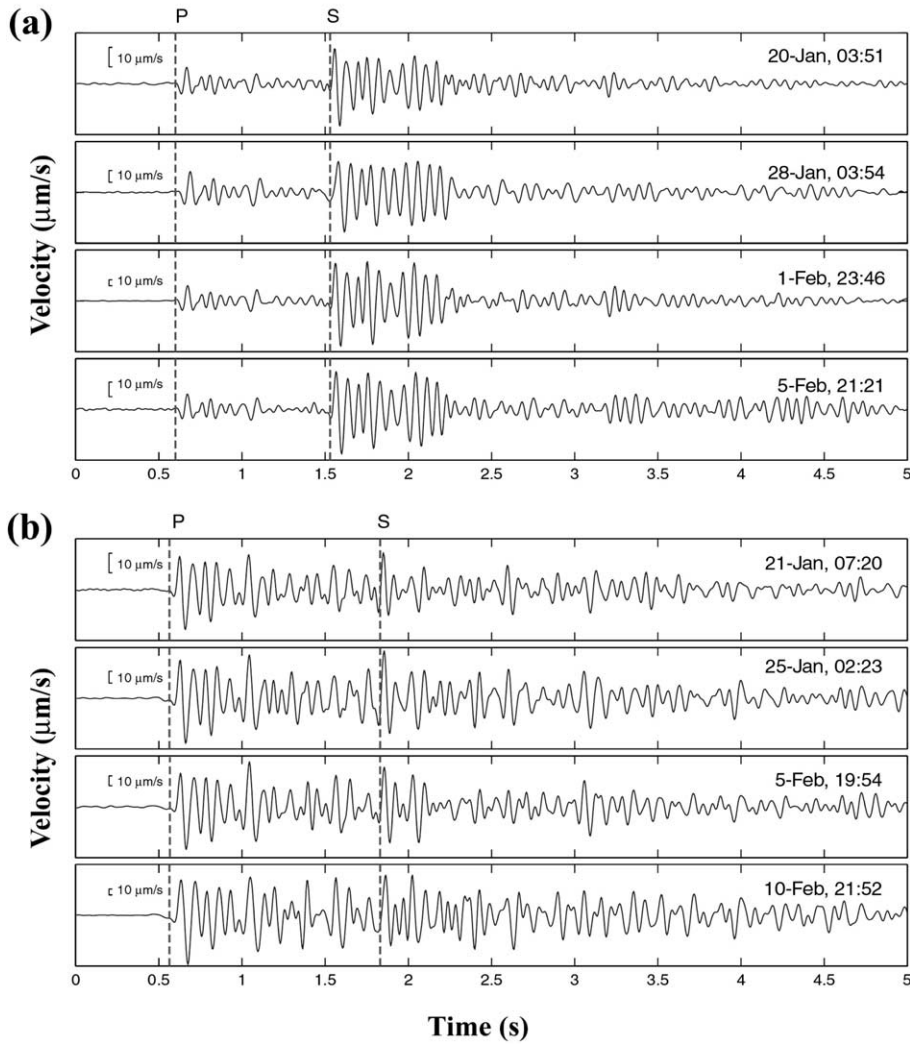 (a)
P S
10 μm/s 20-Jan, 03:51
10 μm/s 28-Jan, 03:54
10 μm/s 1-Feb, 23:46
10 μm/s 5-Feb, 21:21
Velocity (μm/s)
0 0.5 1 1.5 2 2.5 3 3.5 4 4.5 5
(b)
P S
10 μm/s 21-Jan, 07:20
10 μm/s 25-Jan, 02:23
10 μm/s 5-Feb, 19:54
10 μm/s 10-Feb, 21:52
Velocity (μm/s)
0 0.5 1 1.5 2 2.5 3 3.5 4 4.5 5
Time (s)